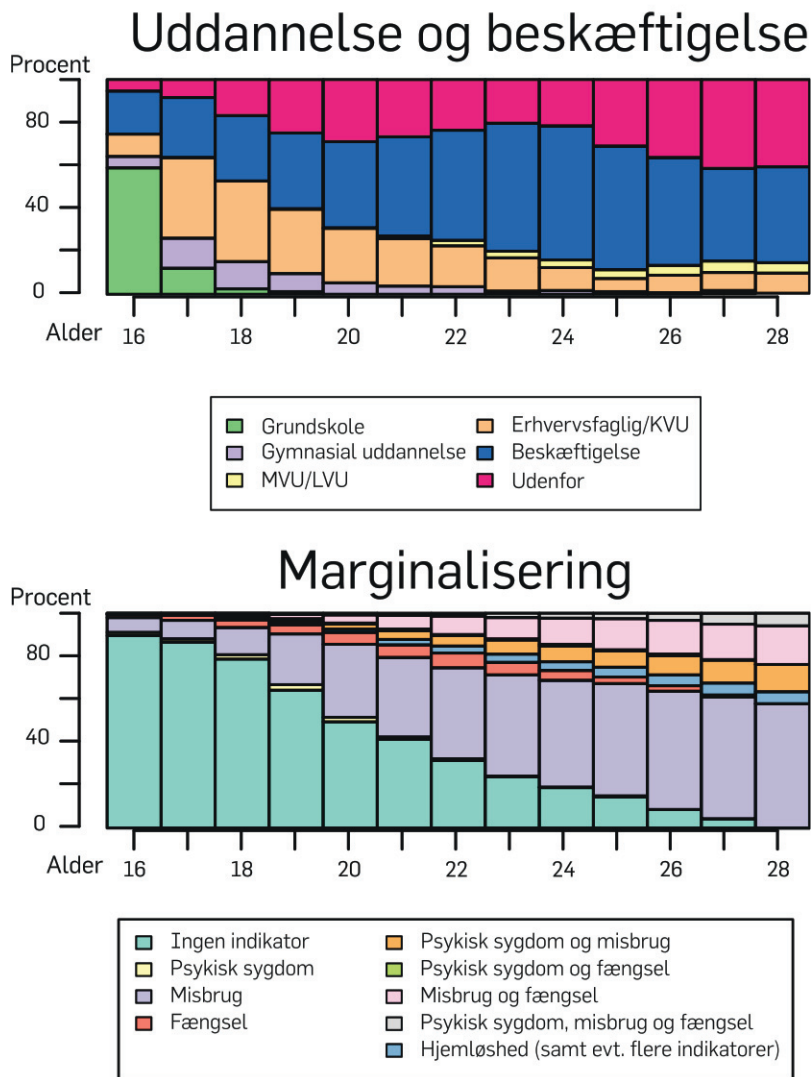 Uddannelse og beskæftigelse
Procent
80
40
0
Alder
16 18 20 22 24 26 28
Grundskole
Gymnasial uddannelse
MVU/LVU
Erhvervsfaglig/KVU
Beskæftigelse
Udenfor
Marginalisering
Procent
80
40
0
Alder
16 18 20 22 24 26 28
Ingen indikator
Psykisk sygdom
Misbrug
Fængsel
Psykisk sygdom og misbrug
Psykisk sygdom og fængsel
Misbrug og fængsel
Psykisk sygdom, misbrug og fængsel
Hjemløshed (samt evt. flere indikatorer)